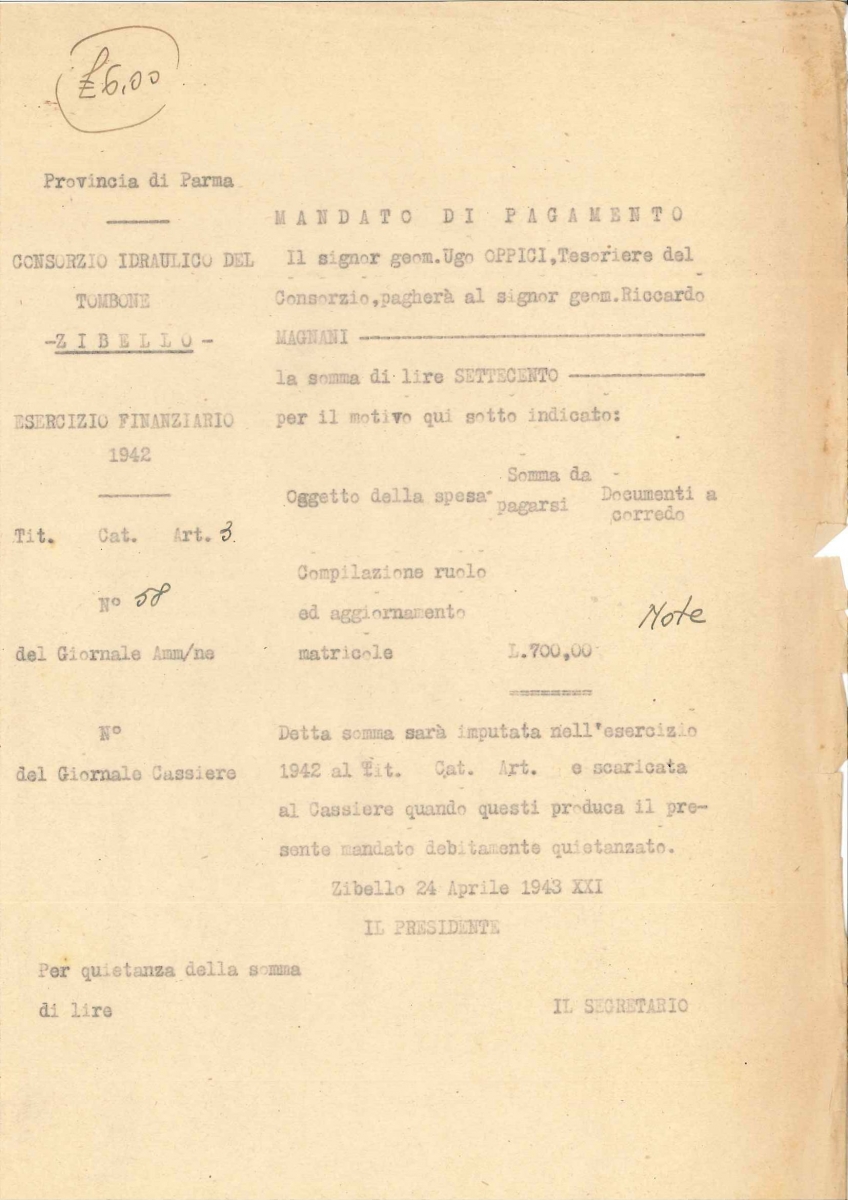 £6,00
Provincia di Parma
CONSORZIO IDRAULICO DEL
TOMBONE
-ZIBELLO-
ESERCIZIO FINANZIARIO
1942
Tit. Cat. Art. 3
N° 58
del Giornale Amm/ne
N°
del Giornale Cassiere
MANDATO DI PAGAMENTO
Il signor geom.Ugo OPPICI,Tesoriere del
Consorzio,pagherà al signor geom.Riccardo
MAGNANI
la somma di lire SETTECENTO
per il motivo qui sotto indicato:
Oggetto della spesa
Somma da
pagarsi
Documenti a
corredo
Compilazione ruolo
ed aggiornamento
matricole L.700,00
Note
Detta somma sarà imputata nell'esercizio
1942 al Tit. Cat. Art. e scaricata
al Cassiere quando questi produca il pre-
sente mandato debitamente quietanzato.
Zibello 24 Aprile 1943 XXI
IL PRESIDENTE
Per quietanza della somma
di lire
IL SEGRETARIO